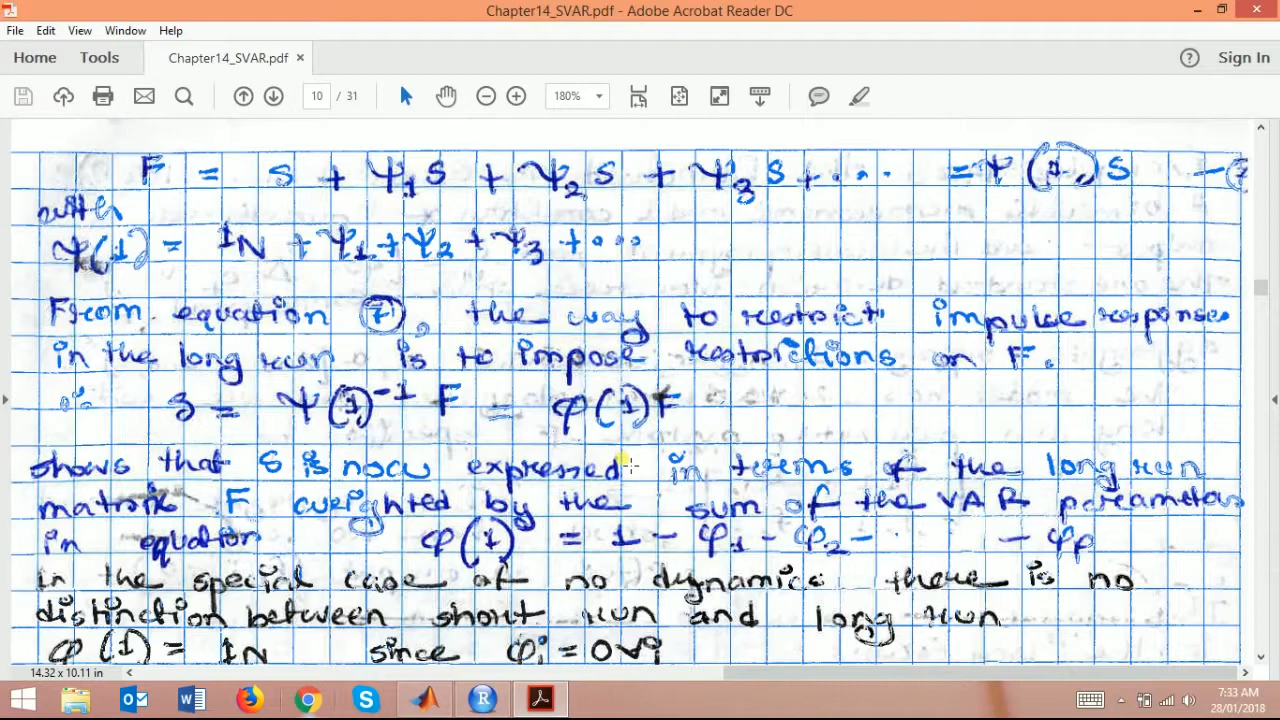 Chapter14_SVAR.pdf - Adobe Acrobat Reader DC
File Edit View Window Help
Home Tools Chapter14_SVAR.pdf × Sign In
10 / 31 180%
F = S + Ψ₁S + Ψ₂S + Ψ₃S + ... = Ψ(1)S -(7
with
Ψ(1) = IN + Ψ₁ + Ψ₂ + Ψ₃ + ...
From equation (7), the way to restrict impulse response
in the long run is to impose restrictions on F.
S = Ψ(1)⁻¹ F = φ(1)F
shows that S is now expressed in terms of the long run
matrix F weighted by the sum of the VAR parameters
in equation φ(1) = 1 - φ₁ - φ₂ - - φp
in the special case of no dynamics there is no
distinction between short run and long run
φ(1) = IN since φi = 0 ∀i
14.32 x 10.11 in
7:33 AM
28/01/2018